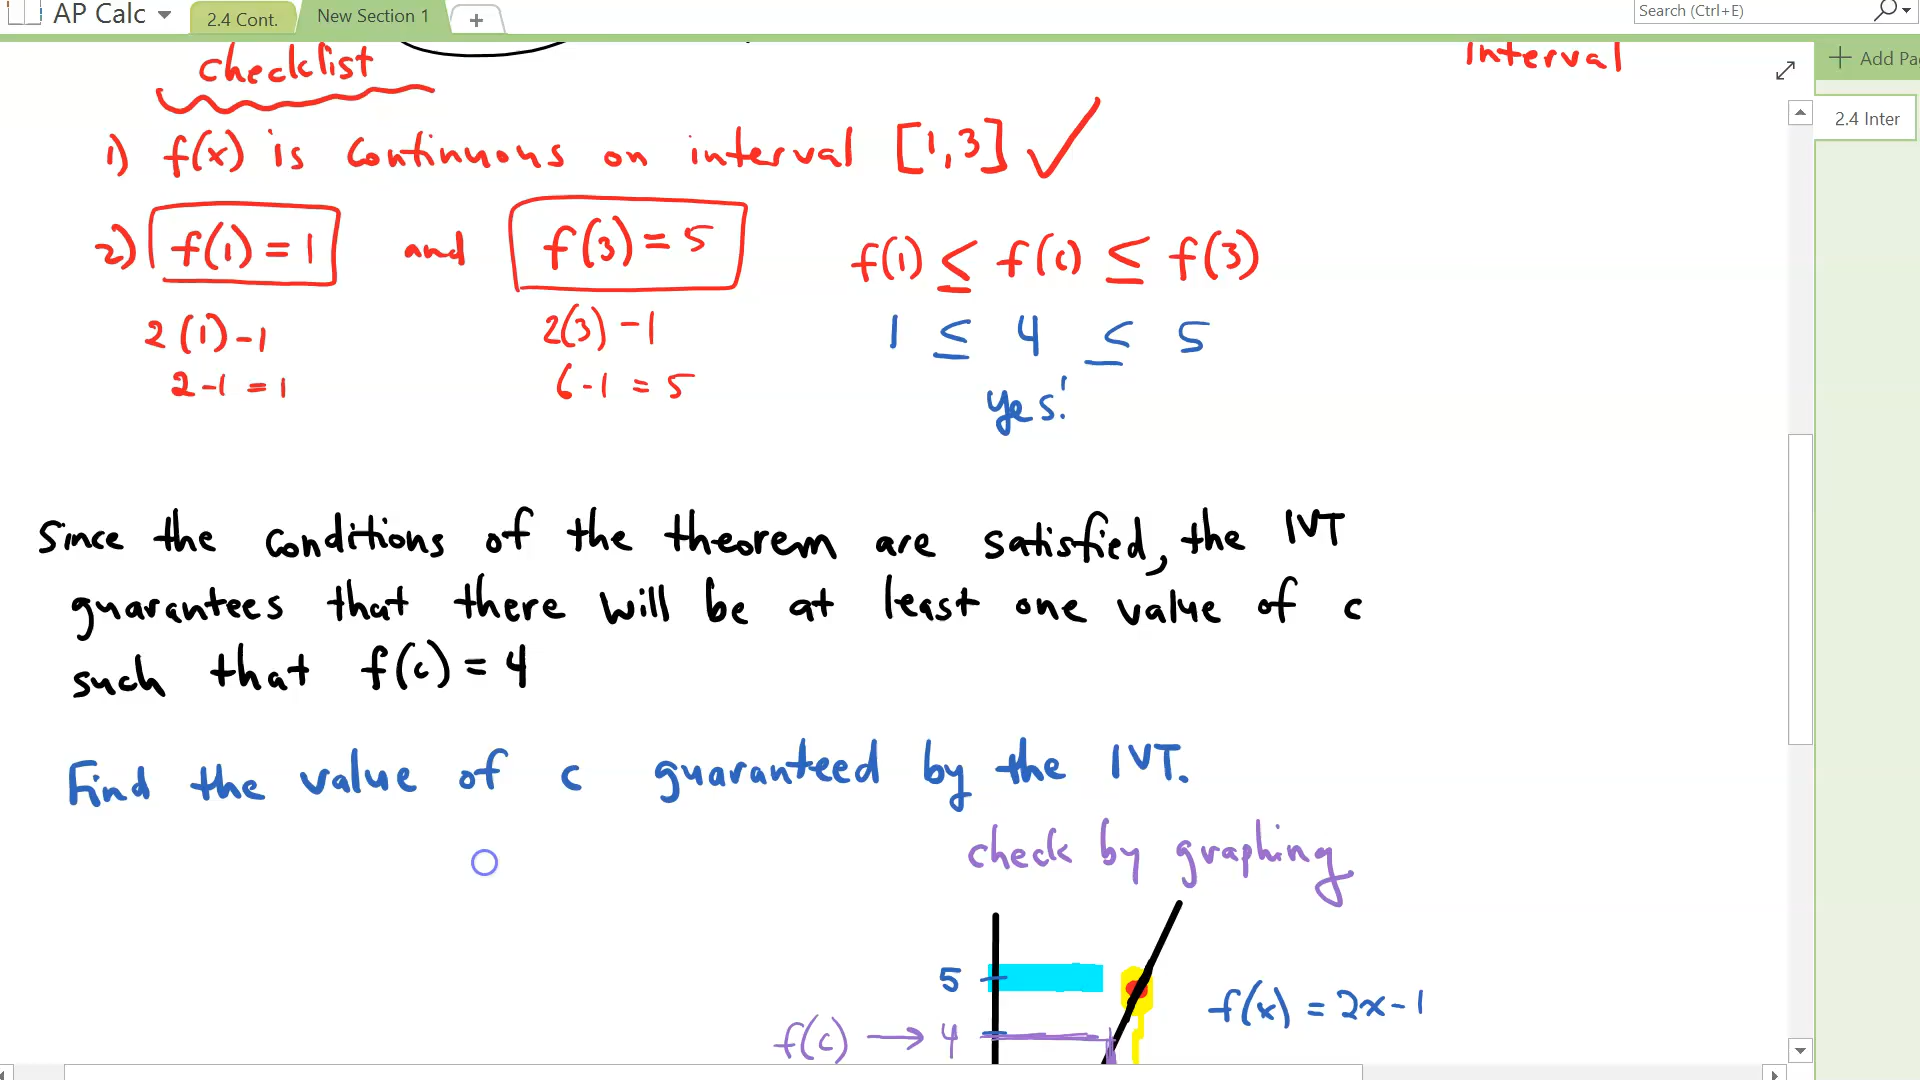 AP Calc
2.4 Cont.
New Section 1
+
Search (Ctrl+E)
Add Pa
2.4 Inter
checklist
Interval
1) f(x) is continuous on interval [1,3] ✓
2) f(1) = 1 and f(3) = 5 f(1) ≤ f(c) ≤ f(3)
2(1) - 1 2(3) - 1 1 ≤ 4 ≤ 5
2 - 1 = 1 6 - 1 = 5 yes!
Since the conditions of the theorem are satisfied, the IVT
guarantees that there will be at least one value of c
such that f(c) = 4
Find the value of c guaranteed by the IVT.
check by graphing
5
f(x) = 2x - 1
f(c) → 4